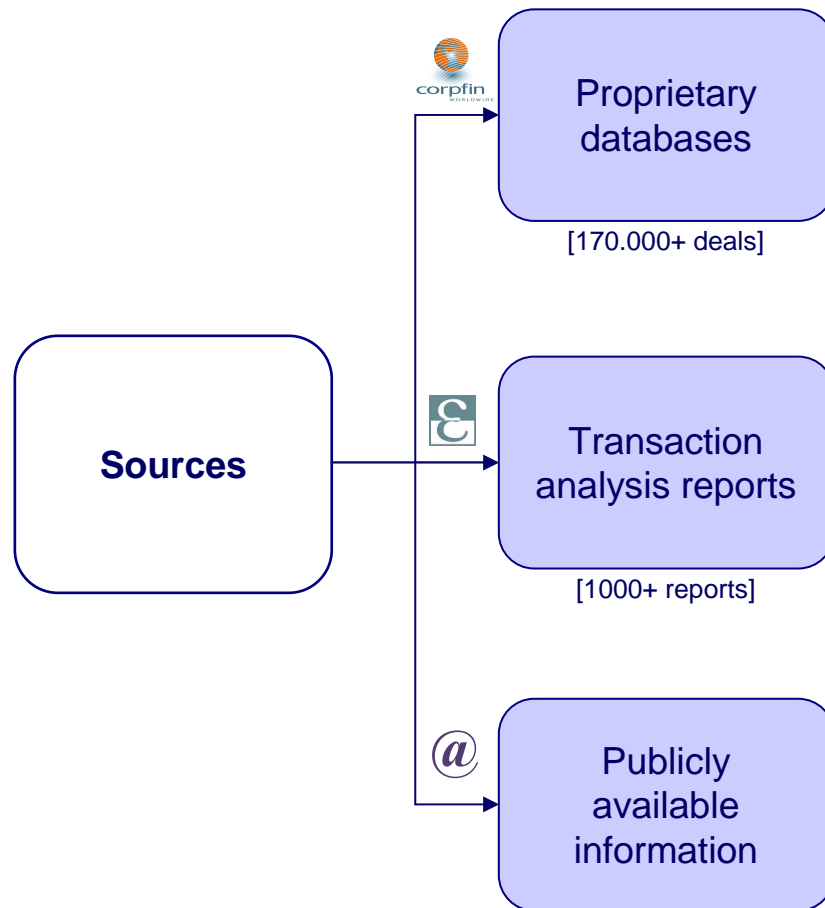 corpfin
WORLDWIDE
Proprietary
databases
[170.000+ deals]
Sources
ε
Transaction
analysis reports
[1000+ reports]
@
Publicly
available
information